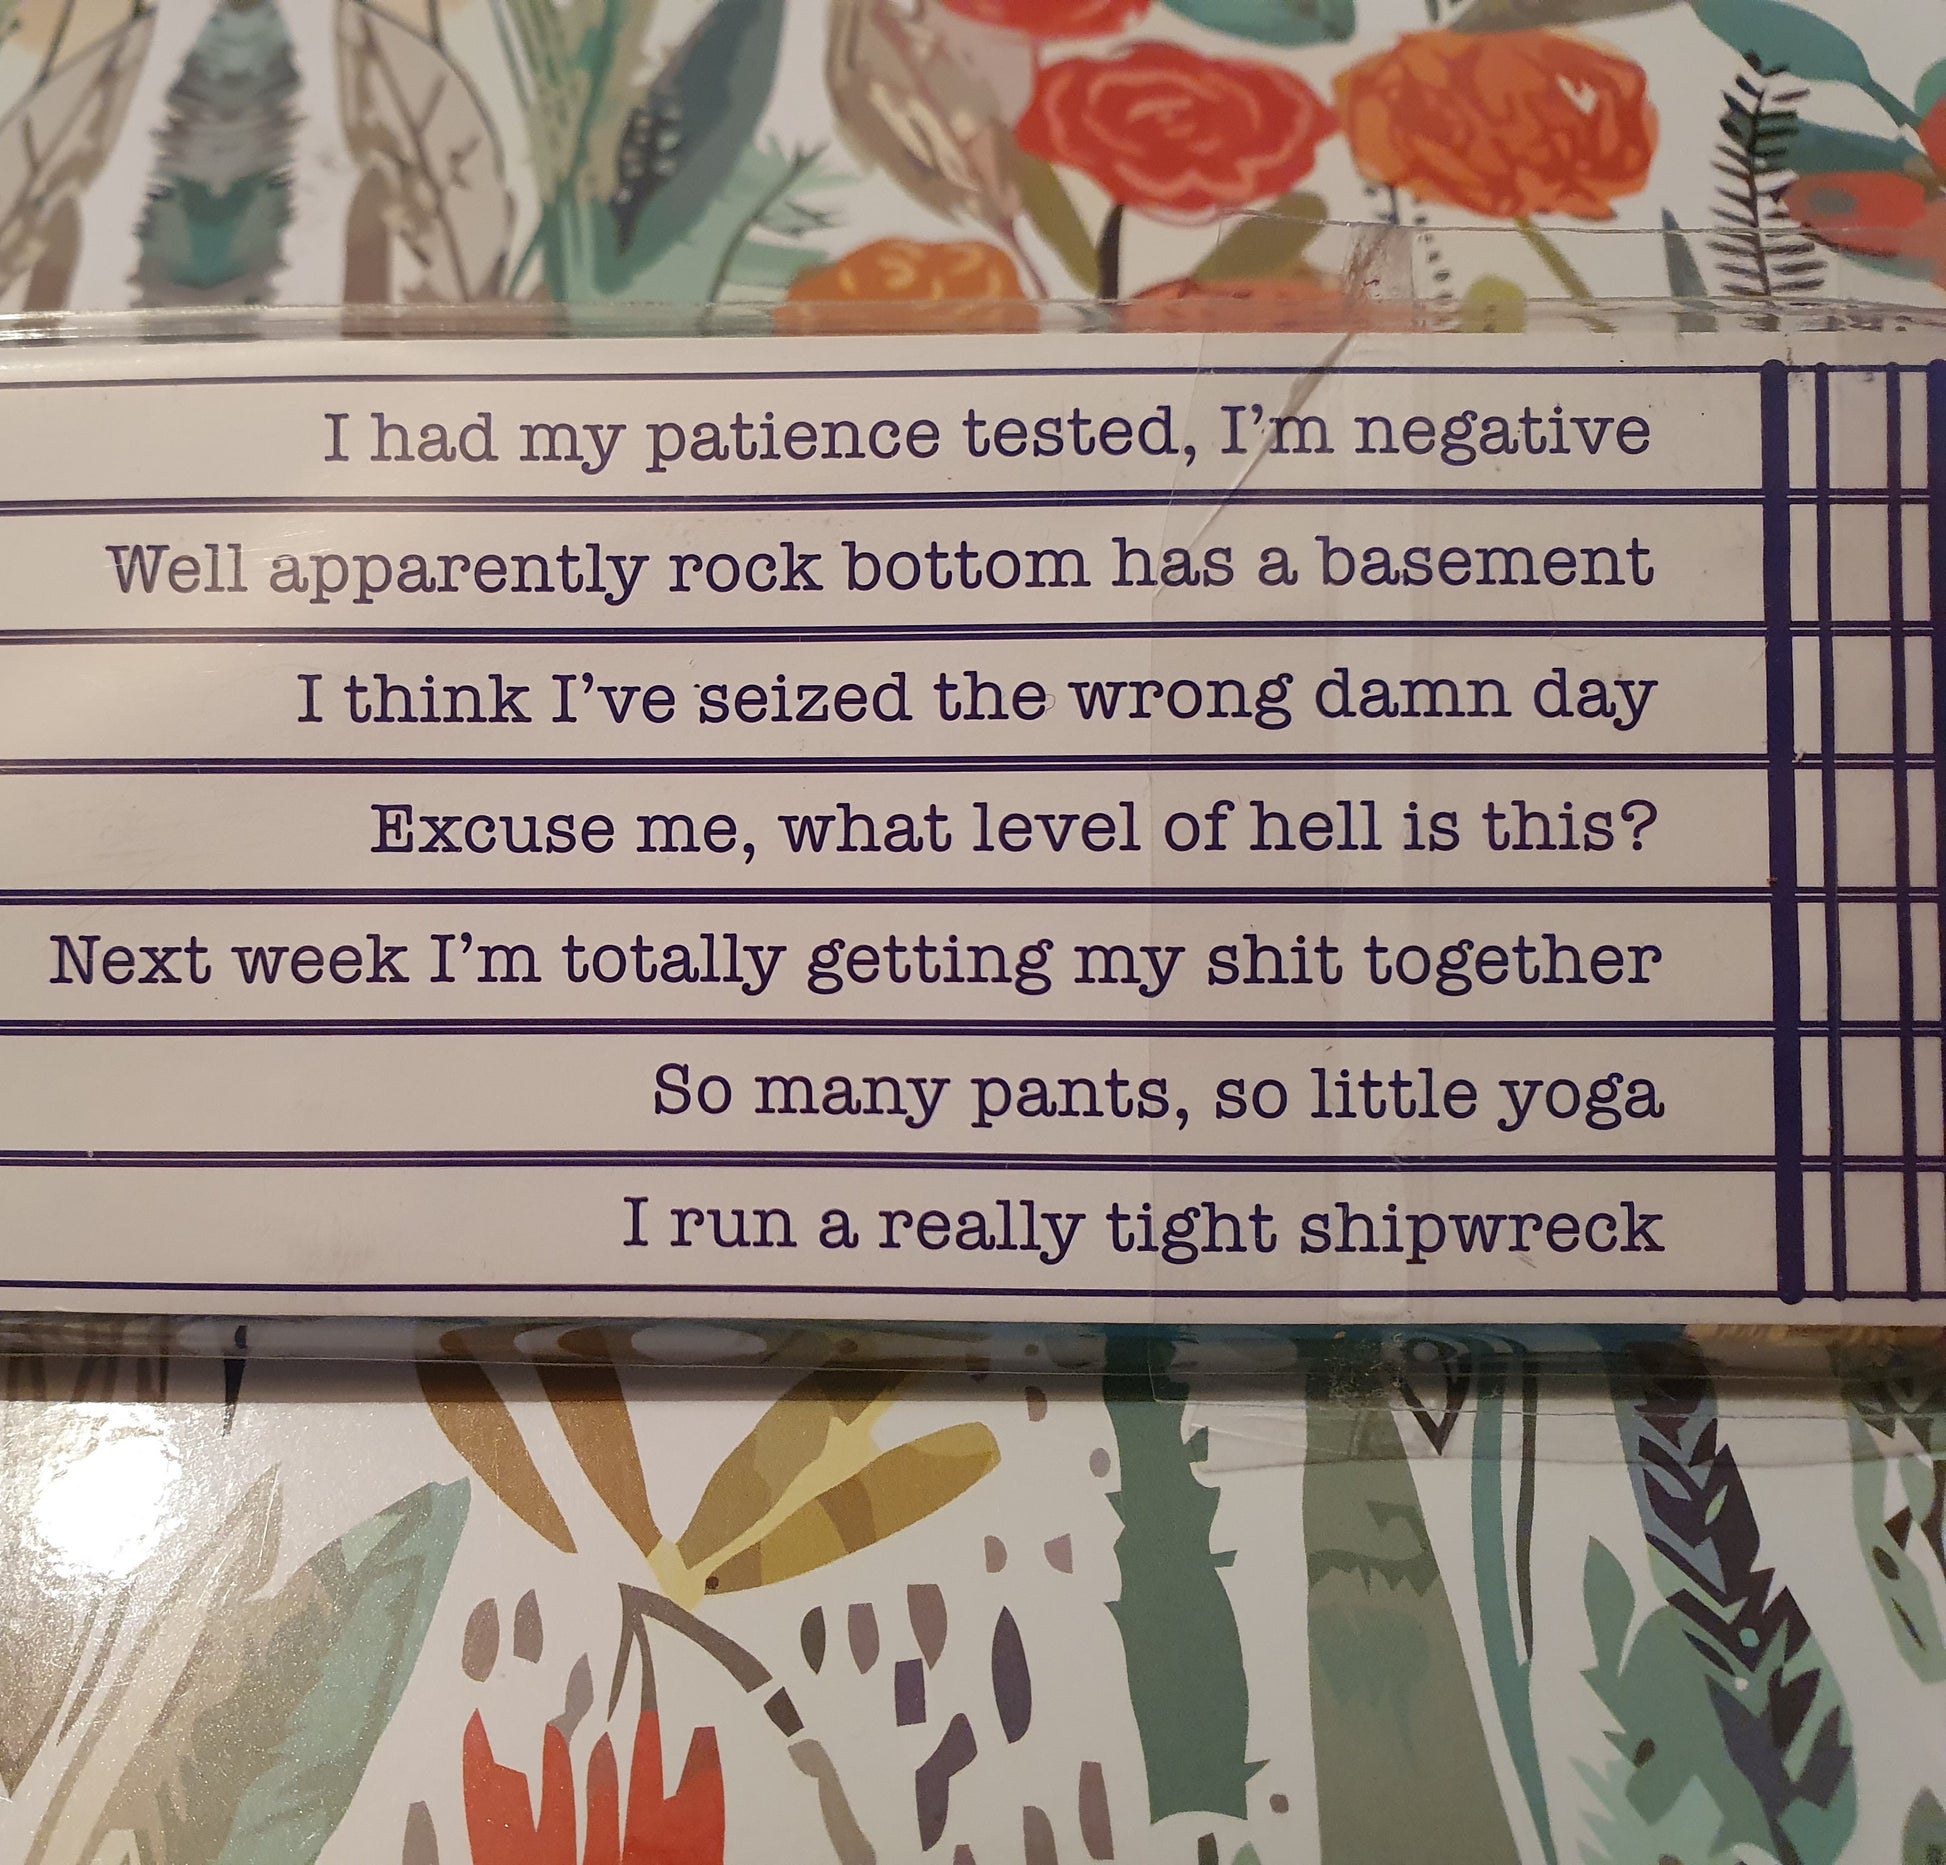 I had my patience tested, I'm negative
Well apparently rock bottom has a basement
I think I've seized the wrong damn day
Excuse me, what level of hell is this?
Next week I'm totally getting my shit together
So many pants, so little yoga
I run a really tight shipwreck